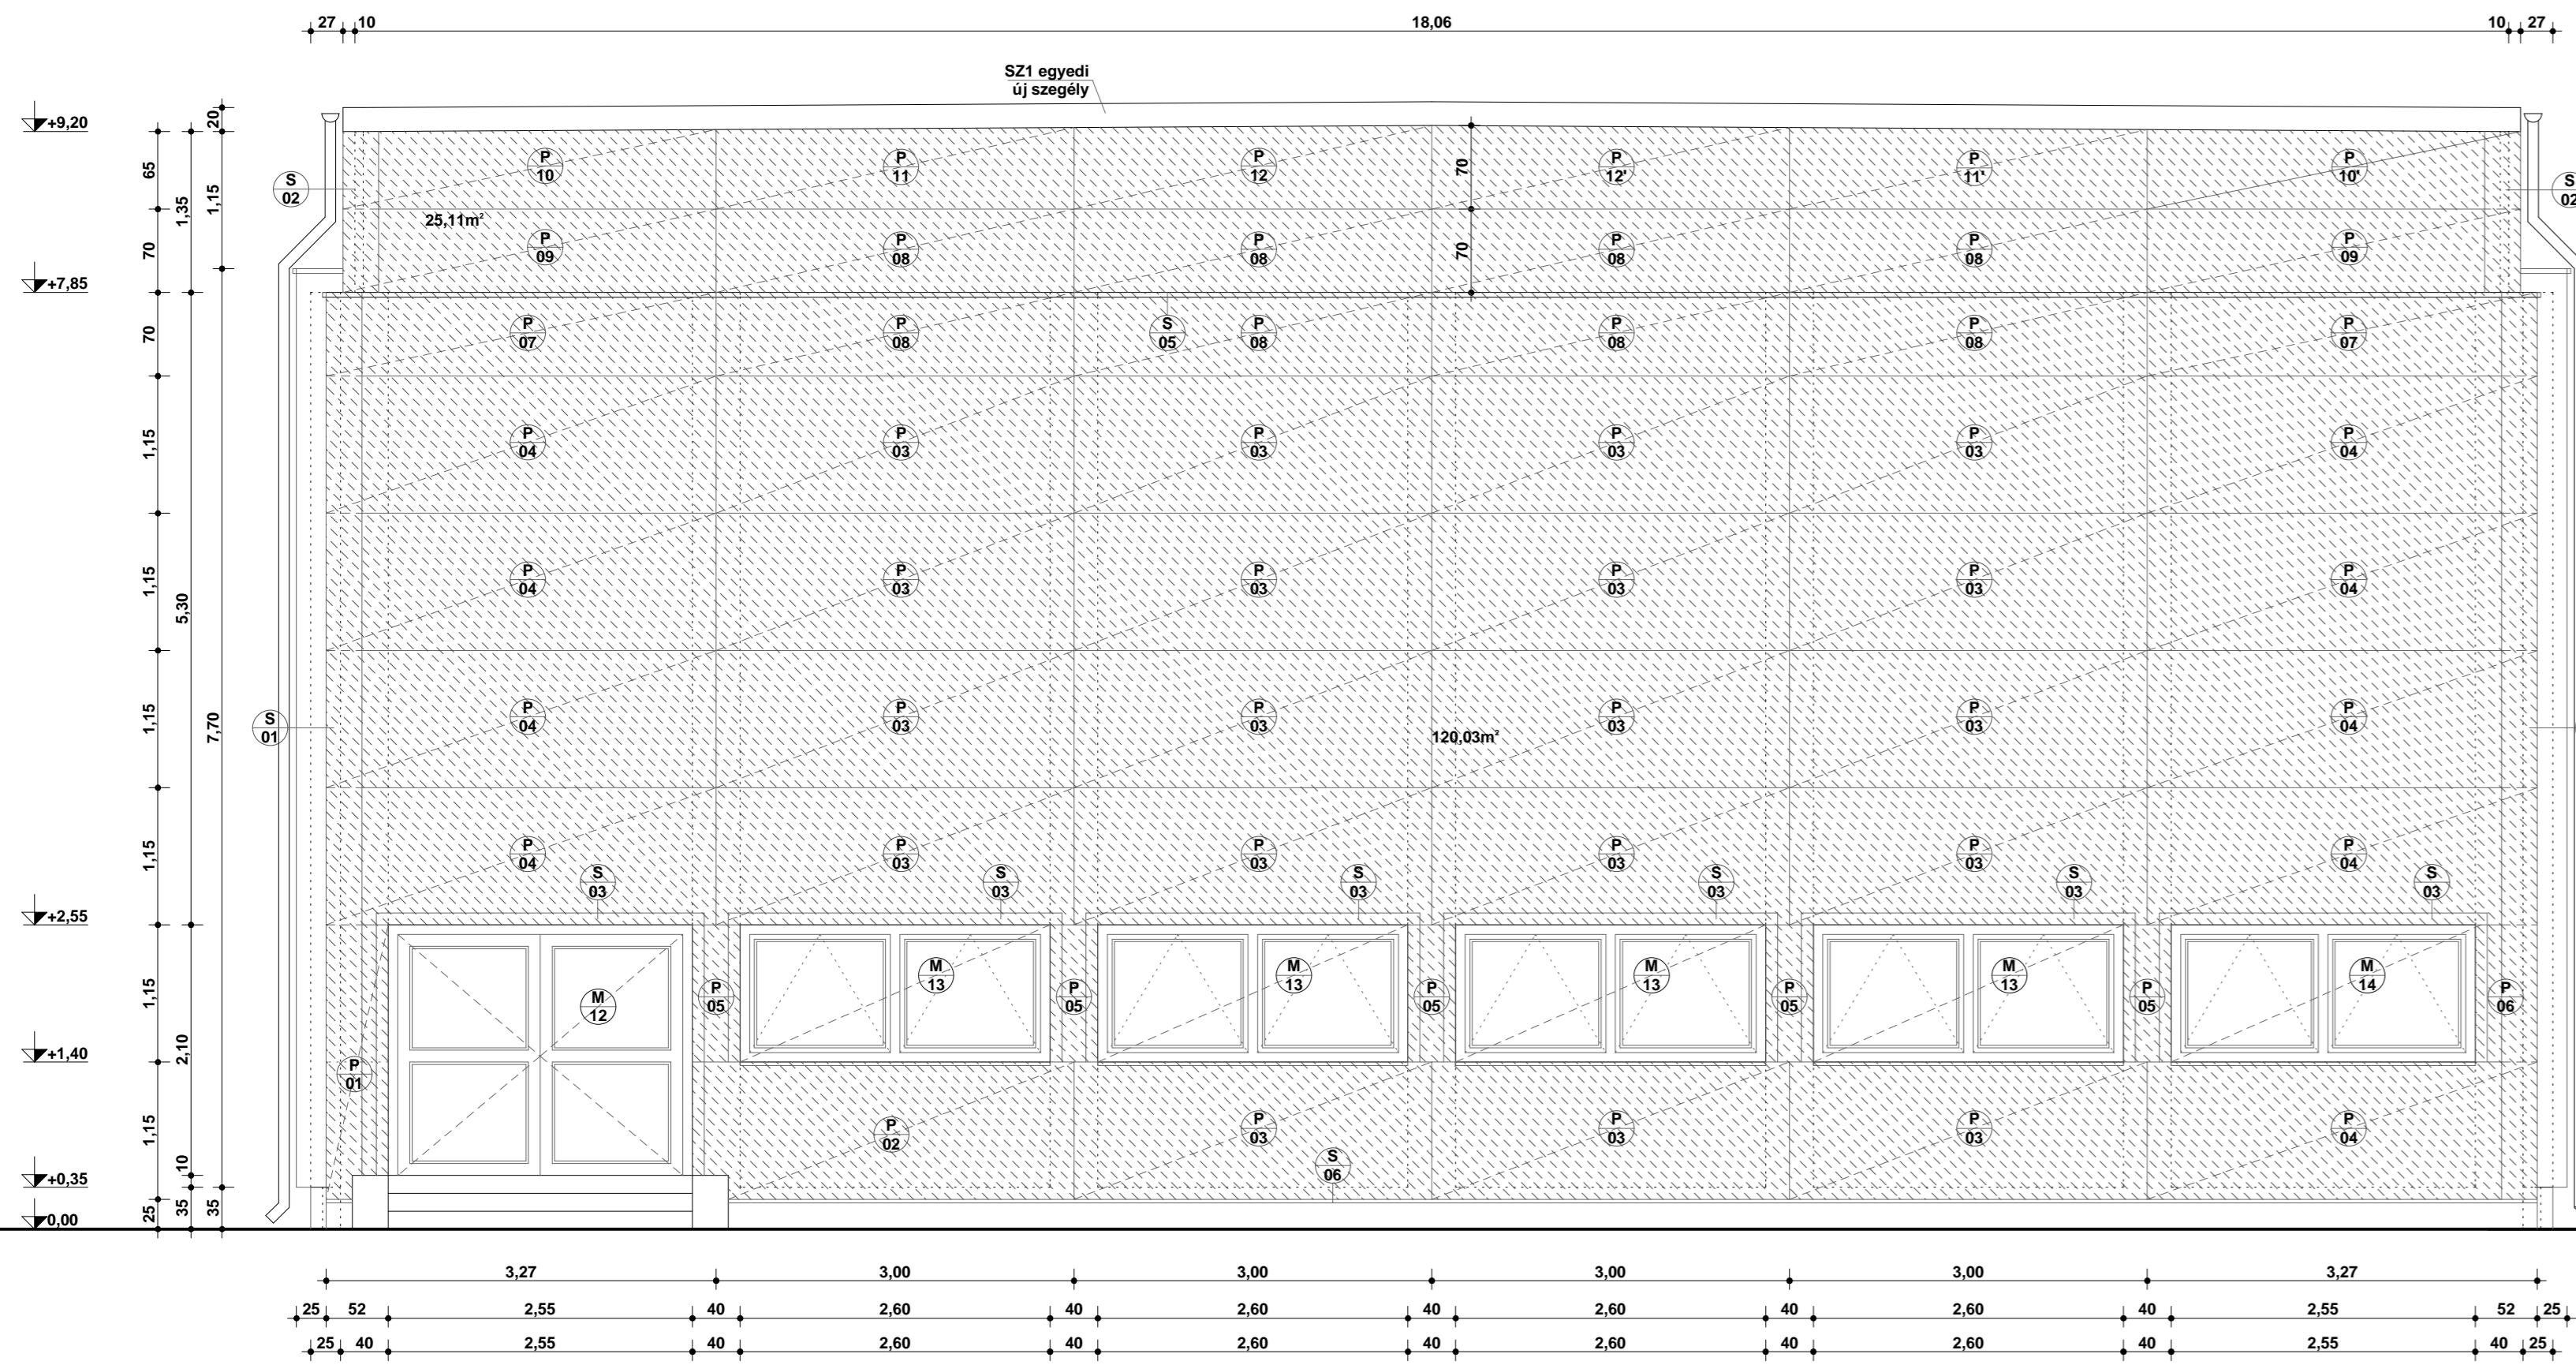 27 10 18,06 10 27
SZ1 egyedi
új szegély
+9,20
20
65
1,35
1,15
70
P 10
P 11
P 12
P 12'
P 11'
P 10'
S 02
S 02
25,11m²
70
70
P 09
P 08
P 08
P 08
P 08
P 09
+7,85
70
P 07
P 08
S 05
P 08
P 08
P 08
P 07
1,15
P 04
P 03
P 03
P 03
P 03
P 04
1,15
5,30
P 04
P 03
P 03
P 03
P 03
P 04
1,15
7,70
S 01
P 04
P 03
P 03
120,03m²
P 03
P 03
P 04
1,15
P 04
P 03
P 03
P 03
P 03
P 04
S 03
S 03
S 03
S 03
S 03
S 03
+2,55
1,15
M 12
P 05
M 13
P 05
M 13
P 05
M 13
P 05
M 13
P 05
M 14
P 06
+1,40
2,10
P 01
1,15
P 02
P 03
P 03
P 03
P 04
S 06
10
+0,35
25
35
35
0,00
3,27 3,00 3,00 3,00 3,00 3,27
25 52 2,55 40 2,60 40 2,60 40 2,60 40 2,60 40 2,55 52 25
25 40 2,55 40 2,60 40 2,60 40 2,60 40 2,60 40 2,55 40 25